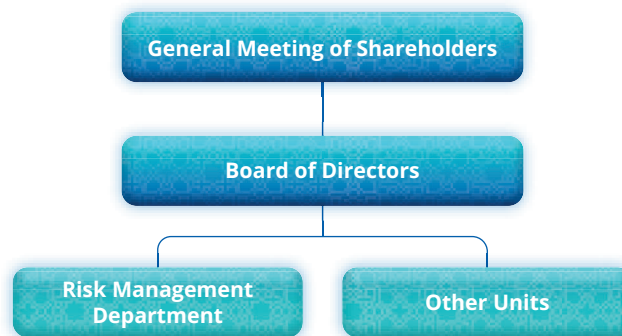 General Meeting of Shareholders
Board of Directors
Risk Management
Department
Other Units